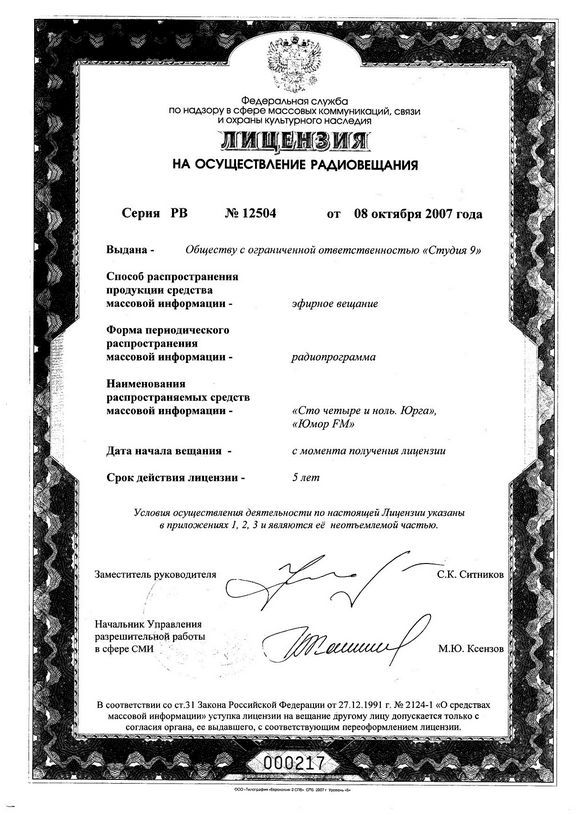 Федеральная служба
по надзору в сфере массовых коммуникаций, связи
и охраны культурного наследия
ЛИЦЕНЗИЯ
НА ОСУЩЕСТВЛЕНИЕ РАДИОВЕЩАНИЯ
Серия РВ № 12504 от 08 октября 2007 года
Выдана - Обществу с ограниченной ответственностью «Студия 9»
Способ распространения
продукции средства
массовой информации - эфирное вещание
Форма периодического
распространения
массовой информации - радиопрограмма
Наименования
распространяемых средств
массовой информации - «Сто четыре и ноль. Юрга»,
«Юмор FM»
Дата начала вещания - с момента получения лицензии
Срок действия лицензии - 5 лет
Условия осуществления деятельности по настоящей Лицензии указаны
в приложениях 1, 2, 3 и являются её неотъемлемой частью.
Заместитель руководителя С.К. Ситников
Начальник Управления
разрешительной работы
в сфере СМИ М.Ю. Ксензов
В соответствии со ст.31 Закона Российской Федерации от 27.12.1991 г. № 2124-1 «О средствах
массовой информации» уступка лицензии на вещание другому лицу допускается только с
согласия органа, ее выдавшего, с соответствующим переоформлением лицензии.
000217